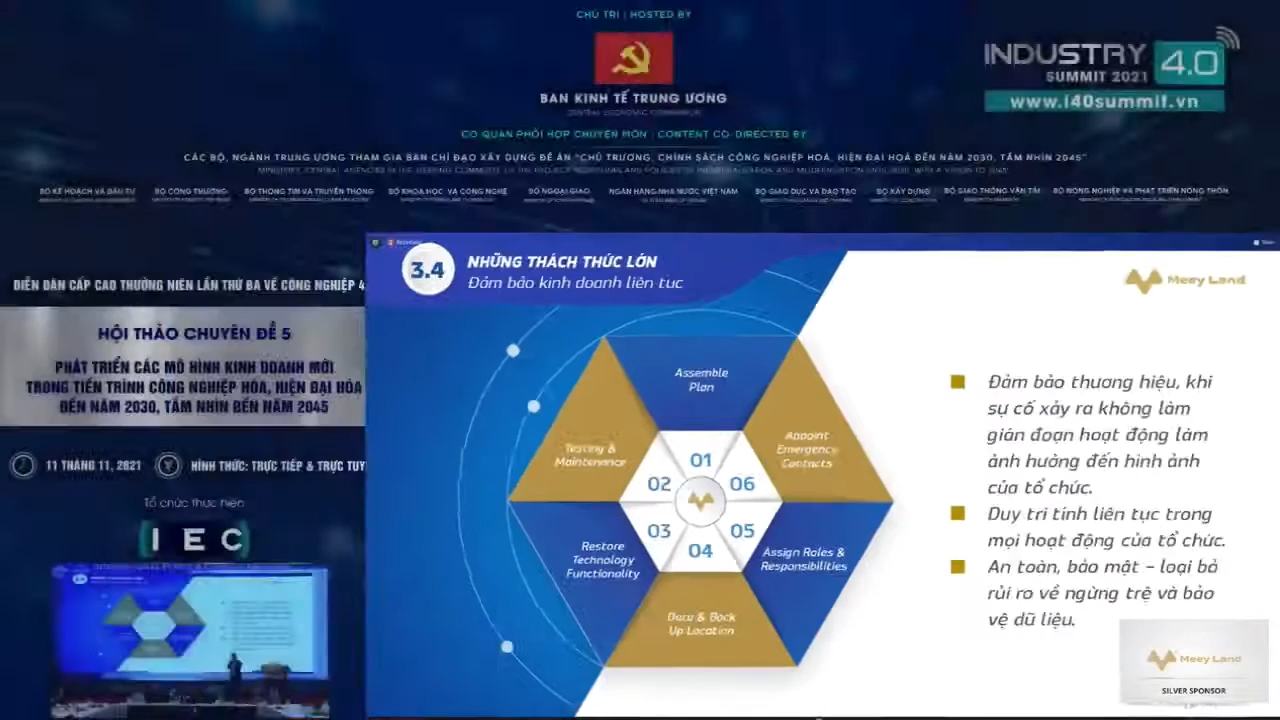 CHỦ TRÌ | HOSTED BY
BAN KINH TẾ TRUNG ƯƠNG
INDUSTRY 4.0
SUMMIT 2021
www.i40summit.vn
CƠ QUAN PHỐI HỢP CHUYÊN MÔN | CONTENT CO-DIRECTED BY
CÁC BỘ, NGÀNH TRUNG ƯƠNG THAM GIA BAN CHỈ ĐẠO XÂY DỰNG ĐỀ ÁN "CHỦ TRƯƠNG, CHÍNH SÁCH CÔNG NGHIỆP HOÁ, HIỆN ĐẠI HOÁ ĐẾN NĂM 2030, TẦM NHÌN 2045"
BỘ KẾ HOẠCH VÀ ĐẦU TƯ BỘ CÔNG THƯƠNG BỘ THÔNG TIN VÀ TRUYỀN THÔNG BỘ KHOA HỌC VÀ CÔNG NGHỆ BỘ NGOẠI GIAO NGÂN HÀNG NHÀ NƯỚC VIỆT NAM BỘ GIÁO DỤC VÀ ĐÀO TẠO BỘ XÂY DỰNG BỘ GIAO THÔNG VẬN TẢI BỘ NÔNG NGHIỆP VÀ PHÁT TRIỂN NÔNG THÔN
DIỄN ĐÀN CẤP CAO THƯỜNG NIÊN LẦN THỨ BA VỀ CÔNG NGHIỆP 4
HỘI THẢO CHUYÊN ĐỀ 5
PHÁT TRIỂN CÁC MÔ HÌNH KINH DOANH MỚI
TRONG TIẾN TRÌNH CÔNG NGHIỆP HÓA, HIỆN ĐẠI HÓA
ĐẾN NĂM 2030, TẦM NHÌN ĐẾN NĂM 2045
11 THÁNG 11, 2021
HÌNH THỨC: TRỰC TIẾP & TRỰC TUY
Tổ chức thực hiện
IEC
3.4
NHỮNG THÁCH THỨC LỚN
Đảm bảo kinh doanh liên tục
Meey Land
Assemble
Plan
Testing &
Maintenance
Appoint
Emergency
Contacts
01
02
06
03
05
04
Restore
Technology
Functionality
Assign Roles &
Responsibilities
Data & Back
Up Location
Đảm bảo thương hiệu, khi
sự cố xảy ra không làm
gián đoạn hoạt động làm
ảnh hưởng đến hình ảnh
của tổ chức.
Duy trì tính liên tục trong
mọi hoạt động của tổ chức.
An toàn, bảo mật – loại bỏ
rủi ro về ngừng trệ và bảo
vệ dữ liệu.
Meey Land
SILVER SPONSOR